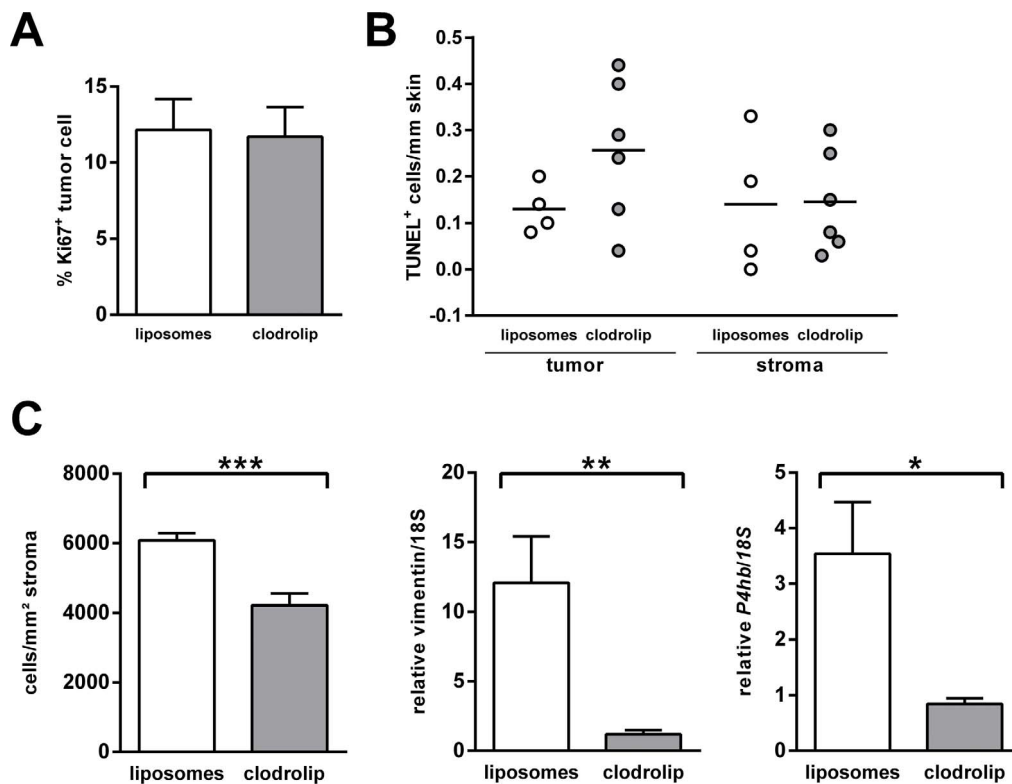 A
% Ki67⁺ tumor cell
15
10
5
0
liposomes clodrolip
B
TUNEL⁺ cells/mm skin
0.5
0.4
0.3
0.2
0.1
0.0
-0.1
liposomes clodrolip liposomes clodrolip
tumor stroma
C
cells/mm² stroma
8000
6000
4000
2000
0
***
liposomes clodrolip
relative vimentin/18S
20
15
10
5
0
**
liposomes clodrolip
relative P4hb/18S
5
4
3
2
1
0
*
liposomes clodrolip